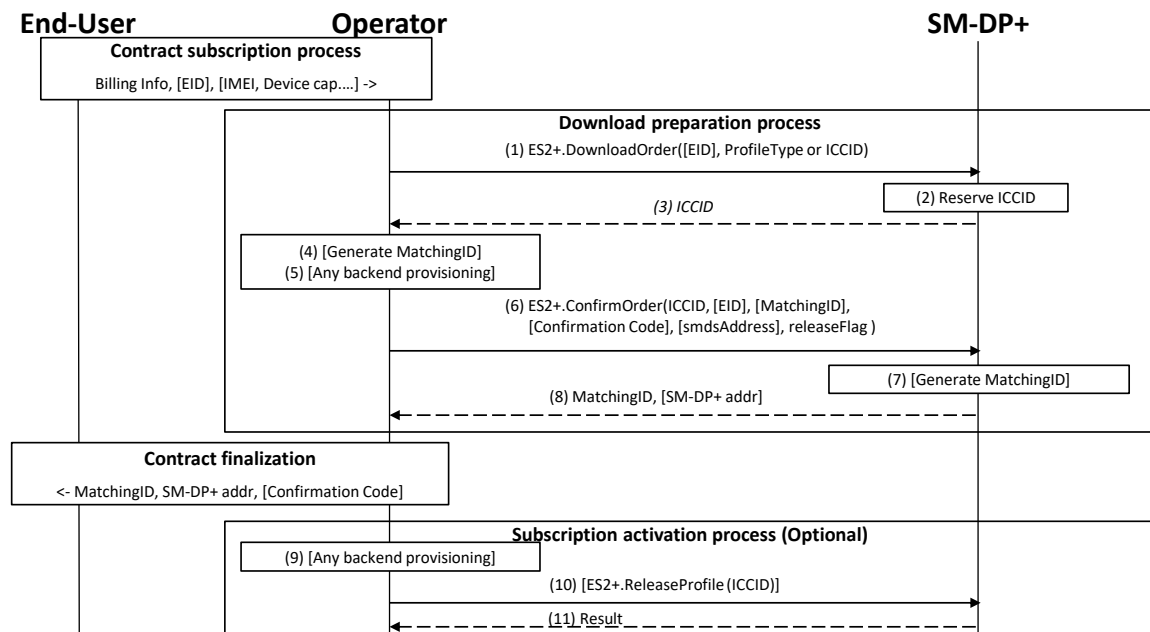 End-User
Operator
SM-DP+
Contract subscription process
Billing Info, [EID], [IMEI, Device cap....] ->
Download preparation process
(1) ES2+.DownloadOrder([EID], ProfileType or ICCID)
(2) Reserve ICCID
(3) ICCID
(4) [Generate MatchingID]
(5) [Any backend provisioning]
(6) ES2+.ConfirmOrder(ICCID, [EID], [MatchingID],
[Confirmation Code], [smdsAddress], releaseFlag )
(7) [Generate MatchingID]
(8) MatchingID, [SM-DP+ addr]
Contract finalization
<- MatchingID, SM-DP+ addr, [Confirmation Code]
Subscription activation process (Optional)
(9) [Any backend provisioning]
(10) [ES2+.ReleaseProfile(ICCID)]
(11) Result